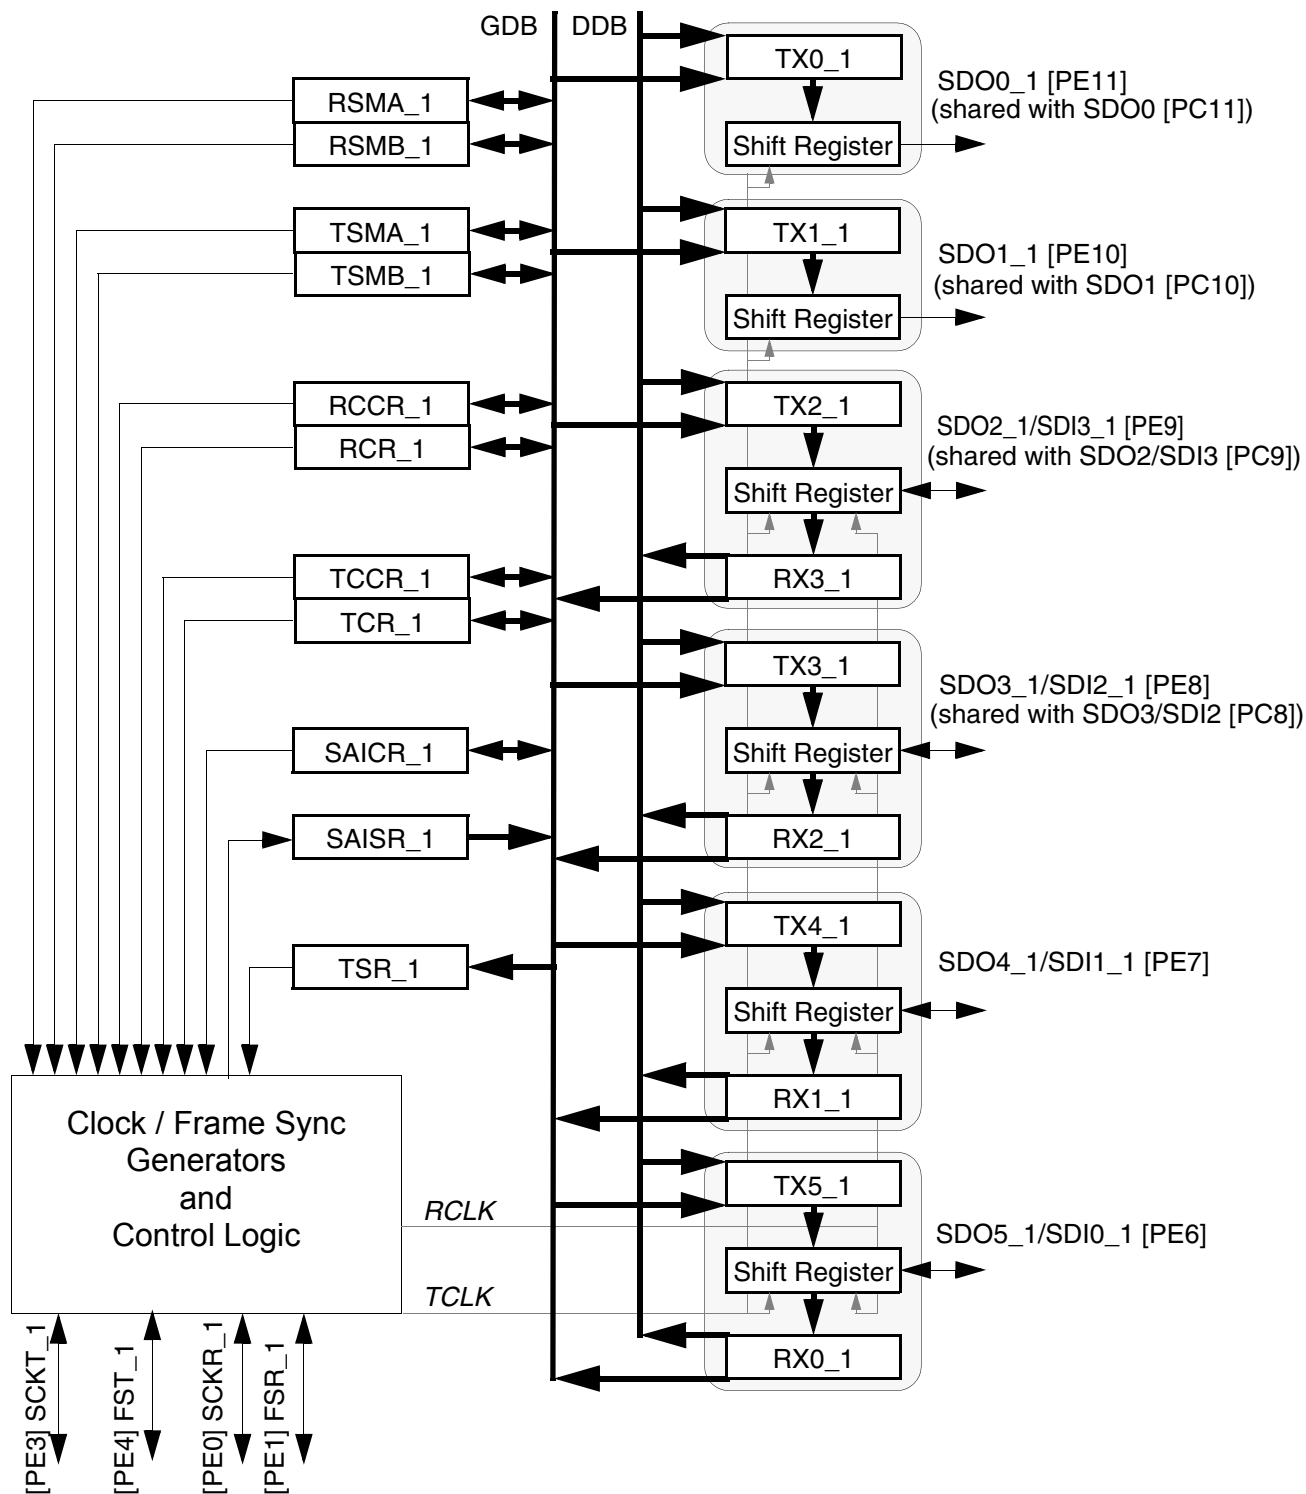 GDB
DDB
TX0_1
Shift Register
SDO0_1 [PE11]
(shared with SDO0 [PC11])
RSMA_1
RSMB_1
TX1_1
Shift Register
SDO1_1 [PE10]
(shared with SDO1 [PC10])
TSMA_1
TSMB_1
TX2_1
Shift Register
RX3_1
SDO2_1/SDI3_1 [PE9]
(shared with SDO2/SDI3 [PC9])
RCCR_1
RCR_1
TCCR_1
TCR_1
TX3_1
Shift Register
RX2_1
SDO3_1/SDI2_1 [PE8]
(shared with SDO3/SDI2 [PC8])
SAICR_1
SAISR_1
TX4_1
Shift Register
RX1_1
SDO4_1/SDI1_1 [PE7]
TSR_1
Clock / Frame Sync
Generators
and
Control Logic
RCLK
TCLK
TX5_1
Shift Register
RX0_1
SDO5_1/SDI0_1 [PE6]
[PE3] SCKT_1
[PE4] FST_1
[PE0] SCKR_1
[PE1] FSR_1